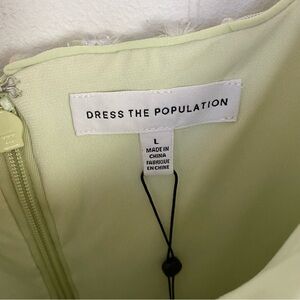 DRESS THE POPULATION
L
MADE IN
CHINA
FABRIQUÉ
EN CHINE